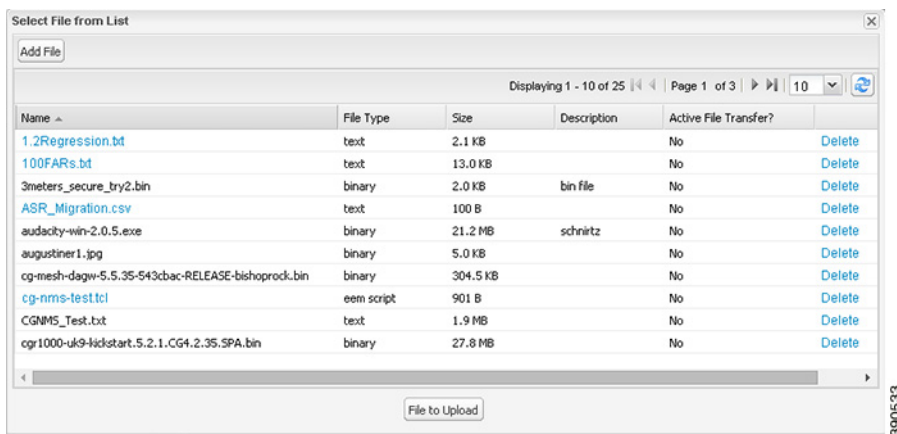 Select File from List
Add File
Displaying 1 - 10 of 25 Page 1 of 3 10
Name File Type Size Description Active File Transfer?
1.2Regression.txt text 2.1 KB No Delete
100FARs.txt text 13.0 KB No Delete
3meters_secure_try2.bin binary 2.0 KB bin file No Delete
ASR_Migration.csv text 100 B No Delete
audacity-win-2.0.5.exe binary 21.2 MB schnirtz No Delete
augustiner1.jpg binary 5.0 KB No Delete
cg-mesh-dagw-5.5.35-543cbac-RELEASE-bishoprock.bin binary 304.5 KB No Delete
cg-nms-test.tcl eem script 901 B No Delete
CGNMS_Test.txt text 1.9 MB No Delete
cgr1000-uk9-kickstart.5.2.1.CG4.2.35.SPA.bin binary 27.8 MB No Delete
File to Upload
390533